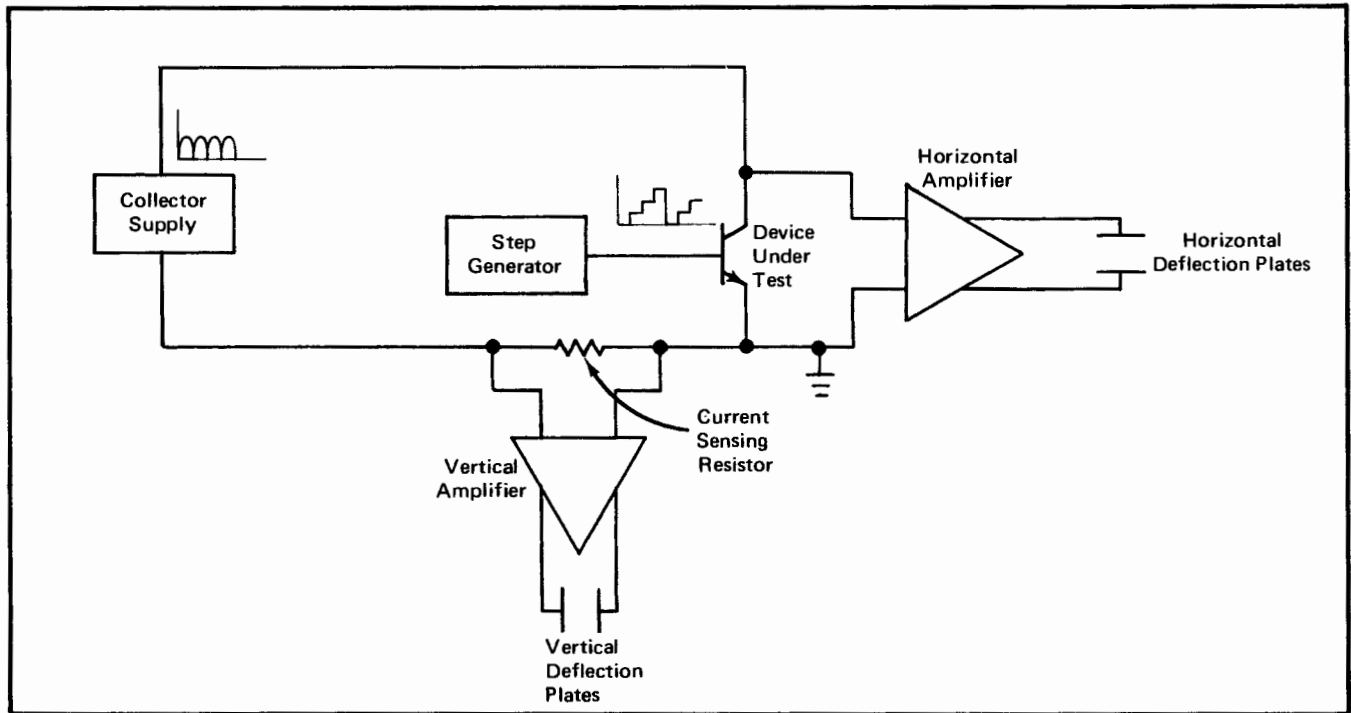 Collector
Supply
Step
Generator
Device
Under
Test
Horizontal
Amplifier
Horizontal
Deflection Plates
Current
Sensing
Resistor
Vertical
Amplifier
Vertical
Deflection
Plates